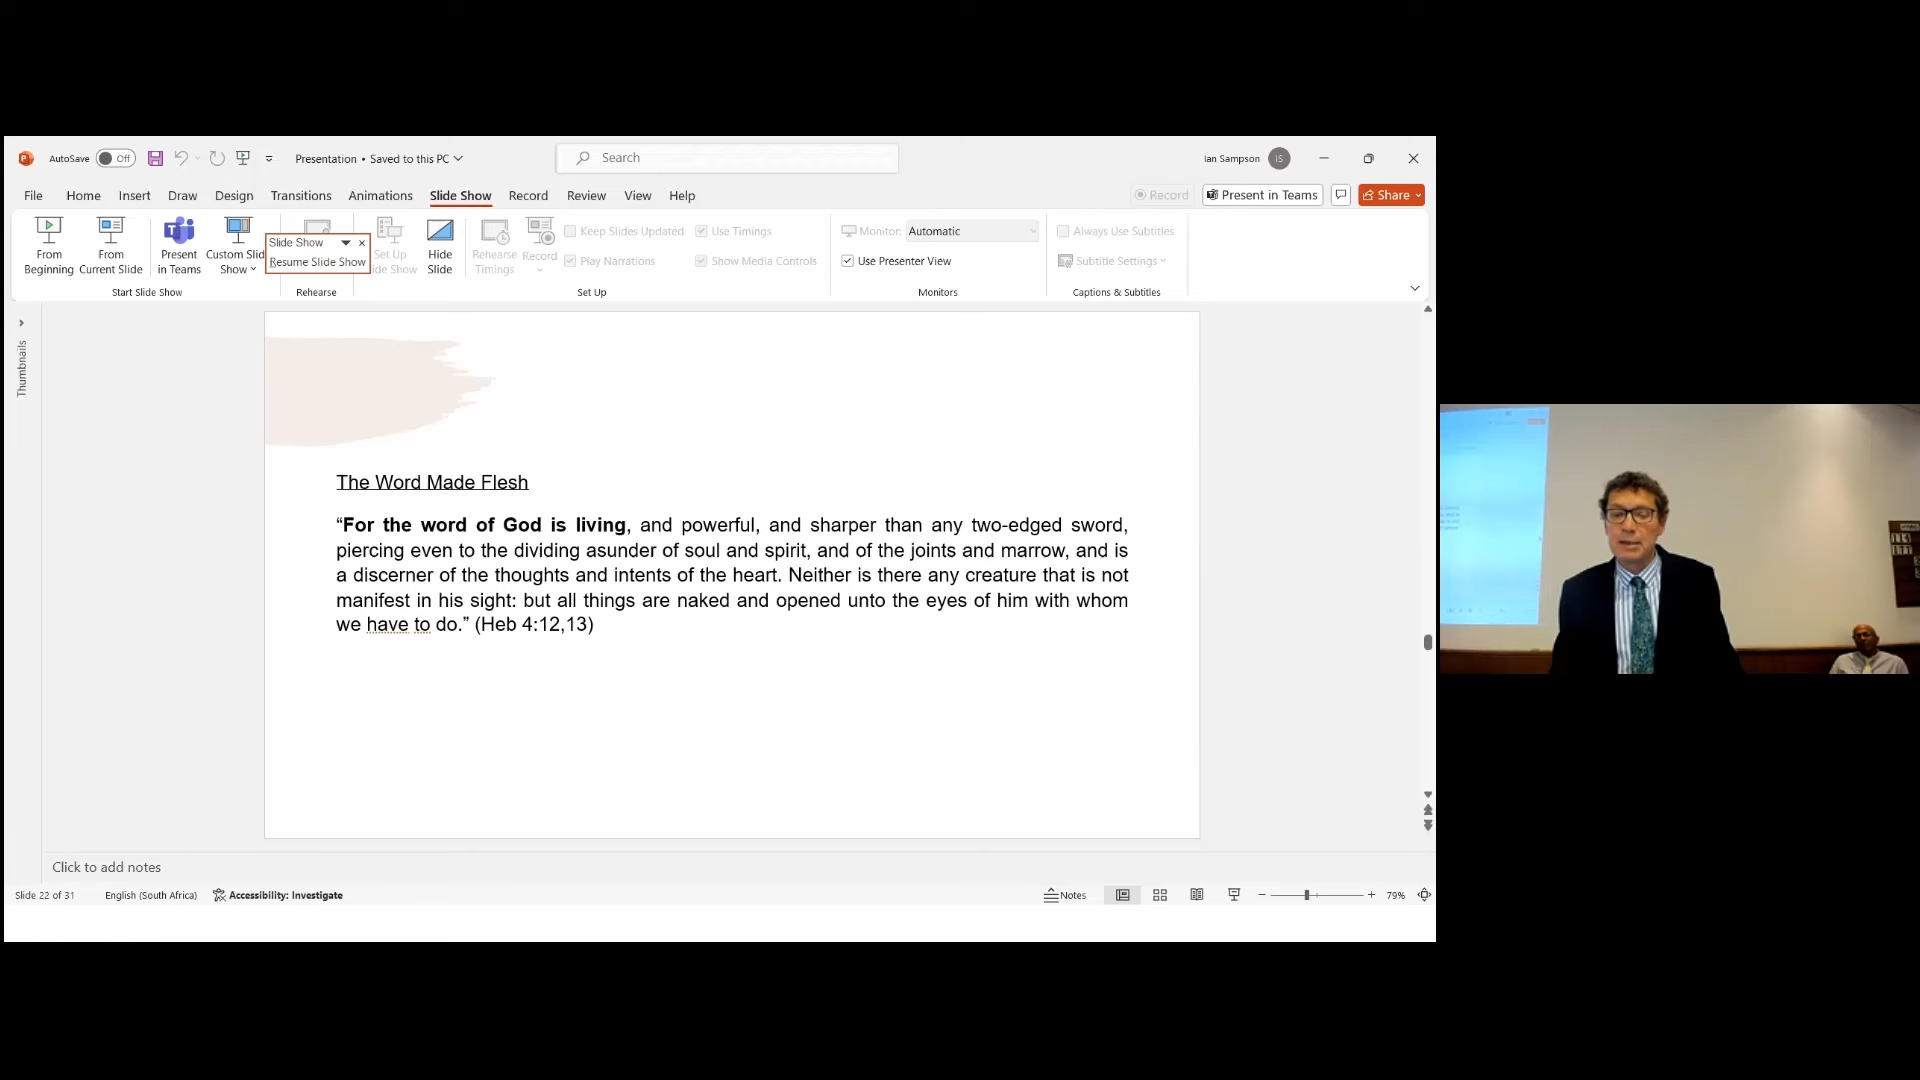 AutoSave Off Presentation • Saved to this PC Search Ian Sampson IS
File Home Insert Draw Design Transitions Animations Slide Show Record Review View Help Record Present in Teams Share
From Beginning
From Current Slide
Present in Teams
Custom Slid Show
Start Slide Show
Slide Show
Resume Slide Show
Rehearse
Set Up ide Show
Hide Slide
Rehearse Timings
Record
Keep Slides Updated
Play Narrations
Use Timings
Show Media Controls
Set Up
Monitor: Automatic
Use Presenter View
Monitors
Always Use Subtitles
Subtitle Settings
Captions & Subtitles
Thumbnails
The Word Made Flesh
“For the word of God is living, and powerful, and sharper than any two-edged sword,
piercing even to the dividing asunder of soul and spirit, and of the joints and marrow, and is
a discerner of the thoughts and intents of the heart. Neither is there any creature that is not
manifest in his sight: but all things are naked and opened unto the eyes of him with whom
we have to do.” (Heb 4:12,13)
Click to add notes
Slide 22 of 31 English (South Africa) Accessibility: Investigate Notes 79%